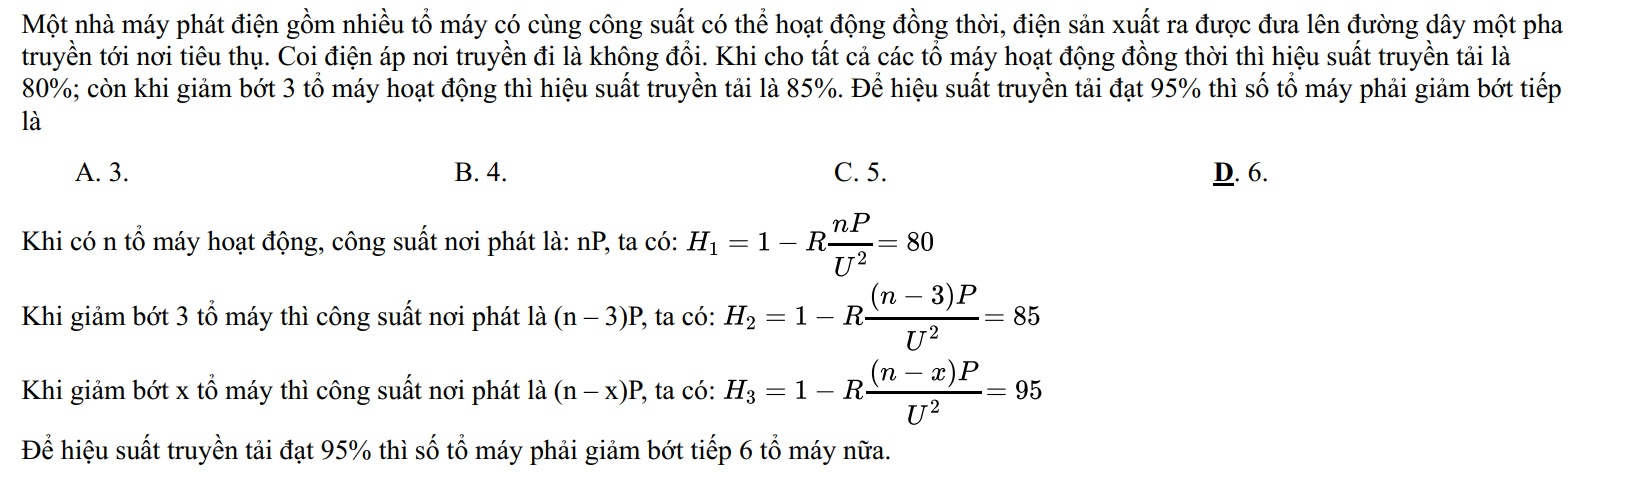 Một nhà máy phát điện gồm nhiều tổ máy có cùng công suất có thể hoạt động đồng thời, điện sản xuất ra được đưa lên đường dây một pha
truyền tới nơi tiêu thụ. Coi điện áp nơi truyền đi là không đổi. Khi cho tất cả các tổ máy hoạt động đồng thời thì hiệu suất truyền tải là
80%; còn khi giảm bớt 3 tổ máy hoạt động thì hiệu suất truyền tải là 85%. Để hiệu suất truyền tải đạt 95% thì số tổ máy phải giảm bớt tiếp
là
A. 3. B. 4. C. 5. D. 6.
Khi có n tổ máy hoạt động, công suất nơi phát là: nP, ta có: $H_1 = 1 - R\frac{nP}{U^2} = 80$
Khi giảm bớt 3 tổ máy thì công suất nơi phát là (n – 3)P, ta có: $H_2 = 1 - R\frac{(n-3)P}{U^2} = 85$
Khi giảm bớt x tổ máy thì công suất nơi phát là (n – x)P, ta có: $H_3 = 1 - R\frac{(n-x)P}{U^2} = 95$
Để hiệu suất truyền tải đạt 95% thì số tổ máy phải giảm bớt tiếp 6 tổ máy nữa.